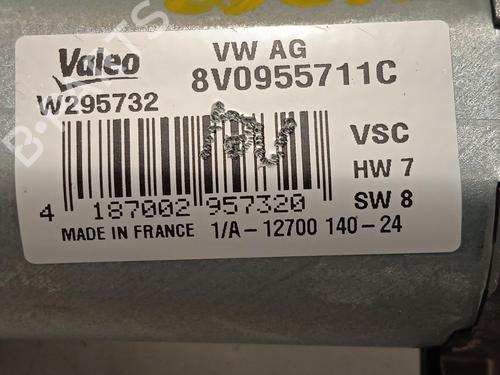 Valeo
VW AG
8V0955711C
W295732
VSC
HW 7
SW 8
4 187002 957320
MADE IN FRANCE 1/A-12700 140-24
B-PARTS